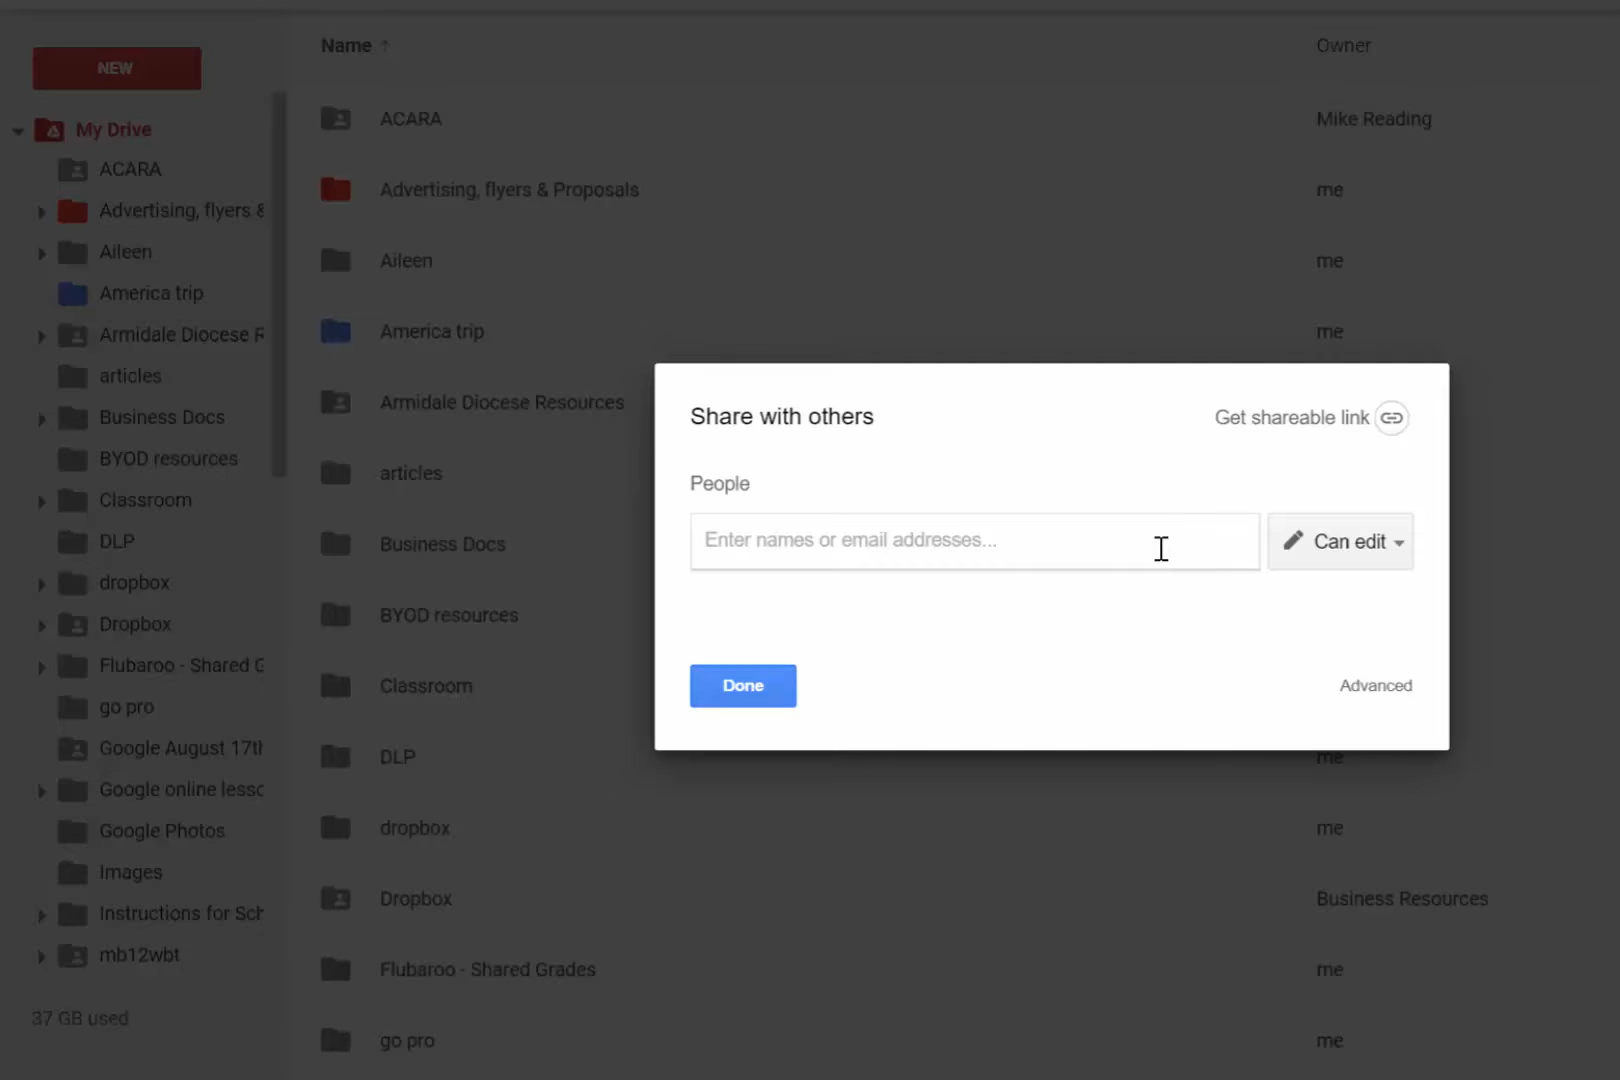 NEW
My Drive
ACARA
Advertising, flyers &
Aileen
America trip
Armidale Diocese R
articles
Business Docs
BYOD resources
Classroom
DLP
dropbox
Dropbox
Flubaroo - Shared G
go pro
Google August 17th
Google online lesso
Google Photos
Images
Instructions for Sch
mb12wbt
37 GB used
Name ↑ Owner
ACARA Mike Reading
Advertising, flyers & Proposals me
Aileen me
America trip me
Armidale Diocese Resources
articles
Business Docs
BYOD resources
Classroom
DLP me
dropbox me
Dropbox Business Resources
Flubaroo - Shared Grades me
go pro me
Share with others Get shareable link
People
Enter names or email addresses... Can edit
Done Advanced